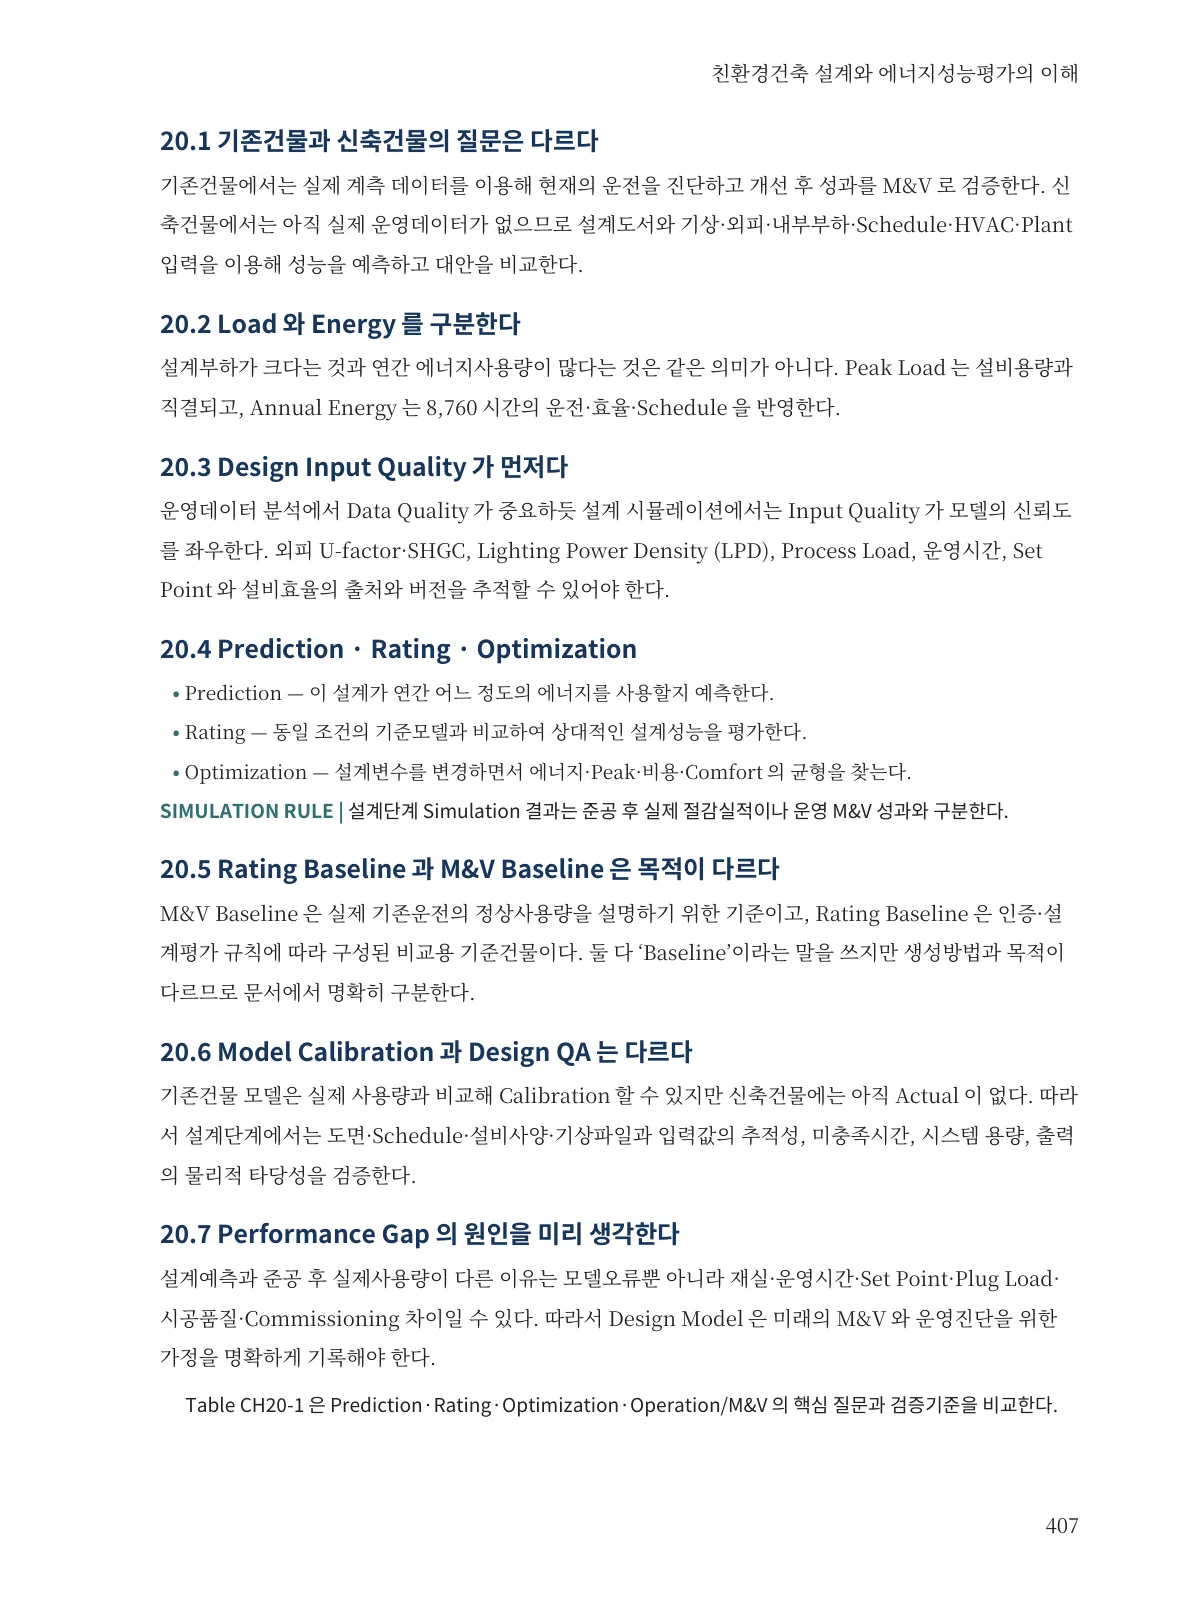 친환경건축 설계와 에너지성능평가의 이해
20.1 기존건물과 신축건물의 질문은 다르다
기존건물에서는 실제 계측 데이터를 이용해 현재의 운전을 진단하고 개선 후 성과를 M&V 로 검증한다. 신
축건물에서는 아직 실제 운영데이터가 없으므로 설계도서와 기상·외피·내부부하·Schedule·HVAC·Plant
입력을 이용해 성능을 예측하고 대안을 비교한다.
20.2 Load 와 Energy 를 구분한다
설계부하가 크다는 것과 연간 에너지사용량이 많다는 것은 같은 의미가 아니다. Peak Load 는 설비용량과
직결되고, Annual Energy 는 8,760 시간의 운전·효율·Schedule 을 반영한다.
20.3 Design Input Quality 가 먼저다
운영데이터 분석에서 Data Quality 가 중요하듯 설계 시뮬레이션에서는 Input Quality 가 모델의 신뢰도
를 좌우한다. 외피 U-factor·SHGC, Lighting Power Density (LPD), Process Load, 운영시간, Set
Point 와 설비효율의 출처와 버전을 추적할 수 있어야 한다.
20.4 Prediction · Rating · Optimization
• Prediction — 이 설계가 연간 어느 정도의 에너지를 사용할지 예측한다.
• Rating — 동일 조건의 기준모델과 비교하여 상대적인 설계성능을 평가한다.
• Optimization — 설계변수를 변경하면서 에너지·Peak·비용·Comfort 의 균형을 찾는다.
SIMULATION RULE | 설계단계 Simulation 결과는 준공 후 실제 절감실적이나 운영 M&V 성과와 구분한다.
20.5 Rating Baseline 과 M&V Baseline 은 목적이 다르다
M&V Baseline 은 실제 기존운전의 정상사용량을 설명하기 위한 기준이고, Rating Baseline 은 인증·설
계평가 규칙에 따라 구성된 비교용 기준건물이다. 둘 다 ‘Baseline’이라는 말을 쓰지만 생성방법과 목적이
다르므로 문서에서 명확히 구분한다.
20.6 Model Calibration 과 Design QA 는 다르다
기존건물 모델은 실제 사용량과 비교해 Calibration 할 수 있지만 신축건물에는 아직 Actual 이 없다. 따라
서 설계단계에서는 도면·Schedule·설비사양·기상파일과 입력값의 추적성, 미충족시간, 시스템 용량, 출력
의 물리적 타당성을 검증한다.
20.7 Performance Gap 의 원인을 미리 생각한다
설계예측과 준공 후 실제사용량이 다른 이유는 모델오류뿐 아니라 재실·운영시간·Set Point·Plug Load·
시공품질·Commissioning 차이일 수 있다. 따라서 Design Model 은 미래의 M&V 와 운영진단을 위한
가정을 명확하게 기록해야 한다.
Table CH20-1 은 Prediction·Rating·Optimization·Operation/M&V 의 핵심 질문과 검증기준을 비교한다.
407